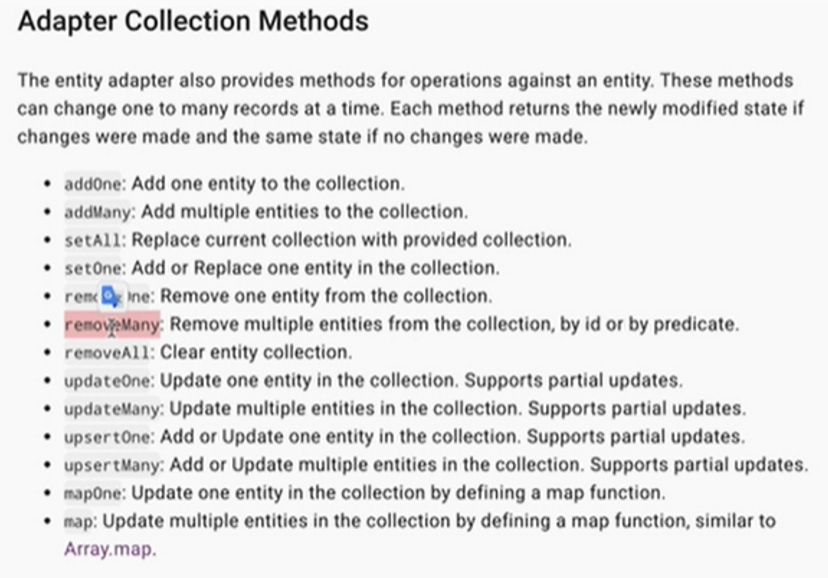 Adapter Collection Methods
The entity adapter also provides methods for operations against an entity. These methods
can change one to many records at a time. Each method returns the newly modified state if
changes were made and the same state if no changes were made.
• addOne: Add one entity to the collection.
• addMany: Add multiple entities to the collection.
• setAll: Replace current collection with provided collection.
• setOne: Add or Replace one entity in the collection.
• : Remove one entity from the collection.
• removeMany: Remove multiple entities from the collection, by id or by predicate.
• removeAll: Clear entity collection.
• updateOne: Update one entity in the collection. Supports partial updates.
• updateMany: Update multiple entities in the collection. Supports partial updates.
• upsertOne: Add or Update one entity in the collection. Supports partial updates.
• upsertMany: Add or Update multiple entities in the collection. Supports partial updates.
• mapOne: Update one entity in the collection by defining a map function.
• map: Update multiple entities in the collection by defining a map function, similar to
Array.map.